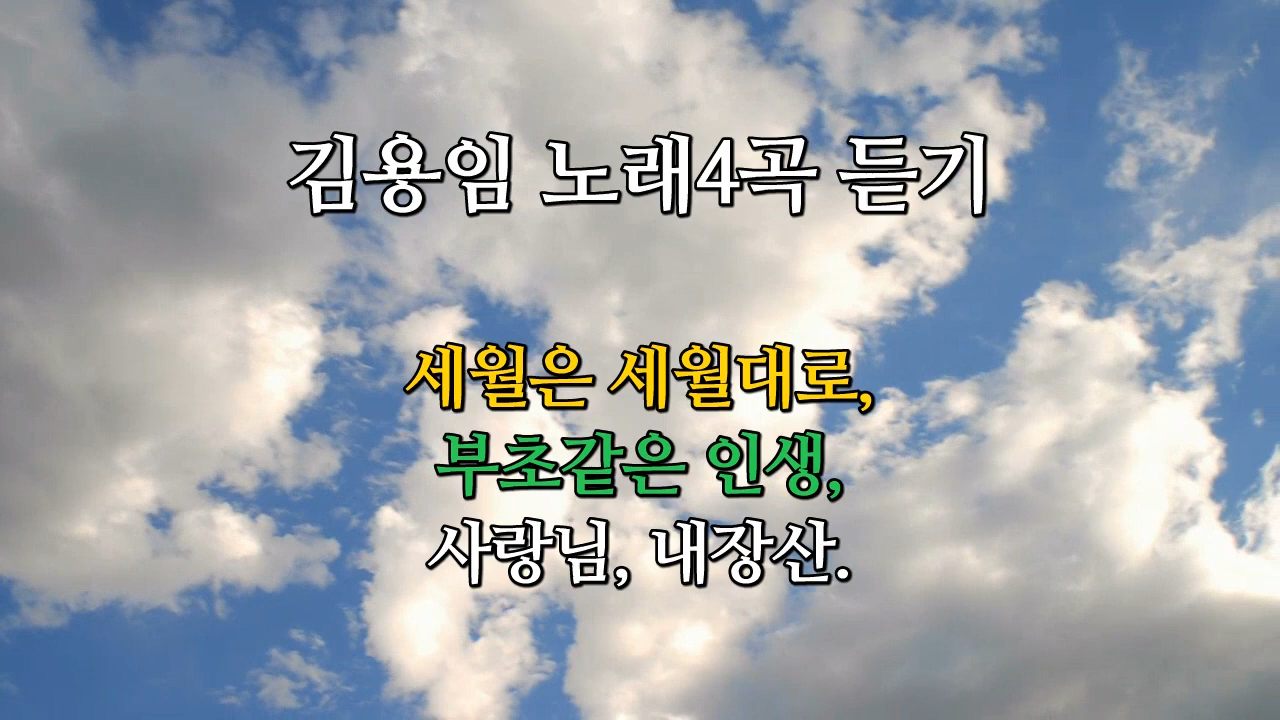 김용임 노래4곡 듣기
세월은 세월대로,
부초같은 인생,
사랑님, 내장산.